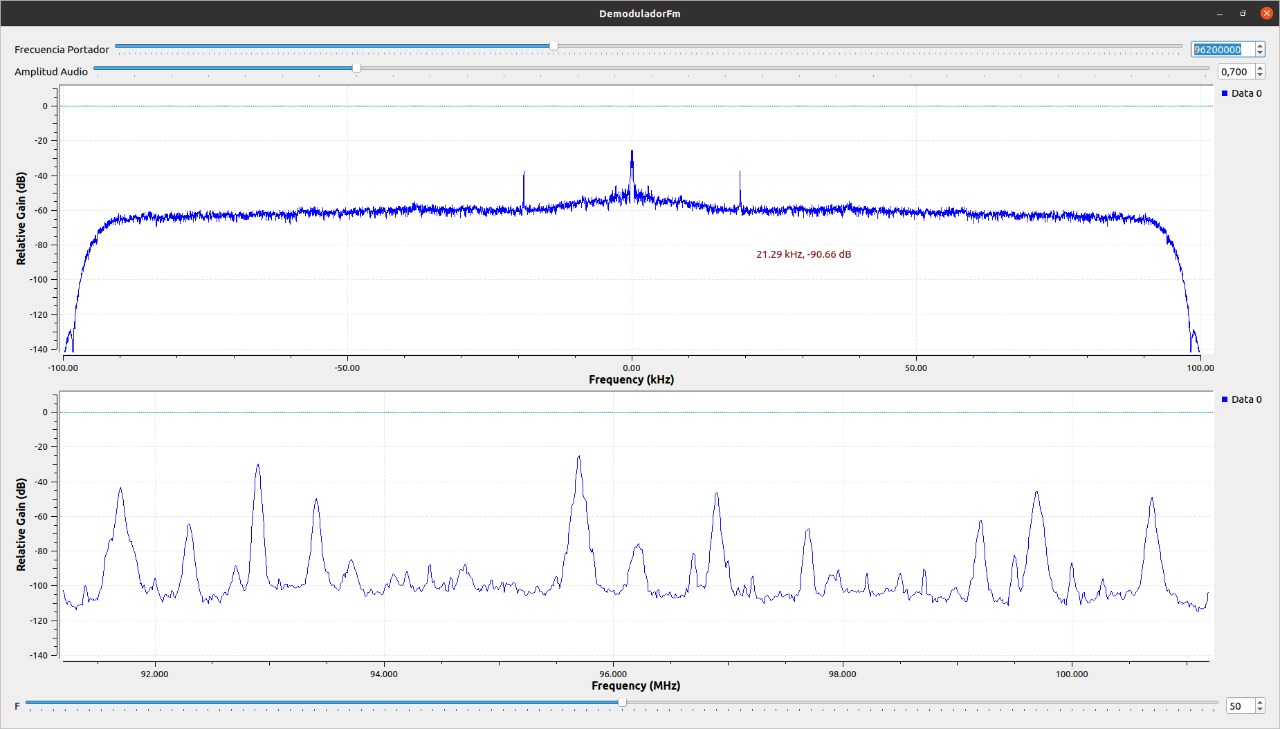 DemoduladorFm
Frecuencia Portador 96200000
Amplitud Audio 0,700
Data 0
0
-20
-40
-60
-80
-100
-120
-140
Relative Gain (dB)
21.29 kHz, -90.66 dB
-100.00 -50.00 0.00 50.00 100.00
Frequency (kHz)
Data 0
0
-20
-40
-60
-80
-100
-120
-140
Relative Gain (dB)
92.000 94.000 96.000 98.000 100.000
Frequency (MHz)
F 50